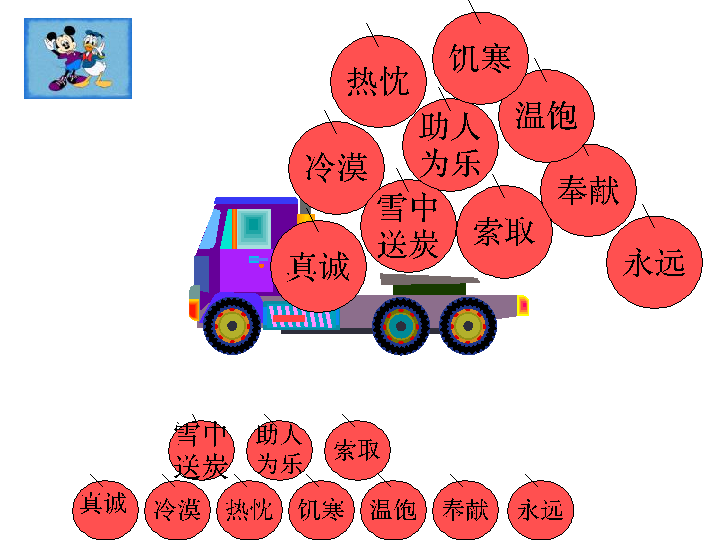 饥寒
热忱
温饱
助人
为乐
冷漠
奉献
雪中
送炭
索取
永远
真诚
雪中
送炭
助人
为乐
索取
真诚
冷漠
热忱
饥寒
温饱
奉献
永远